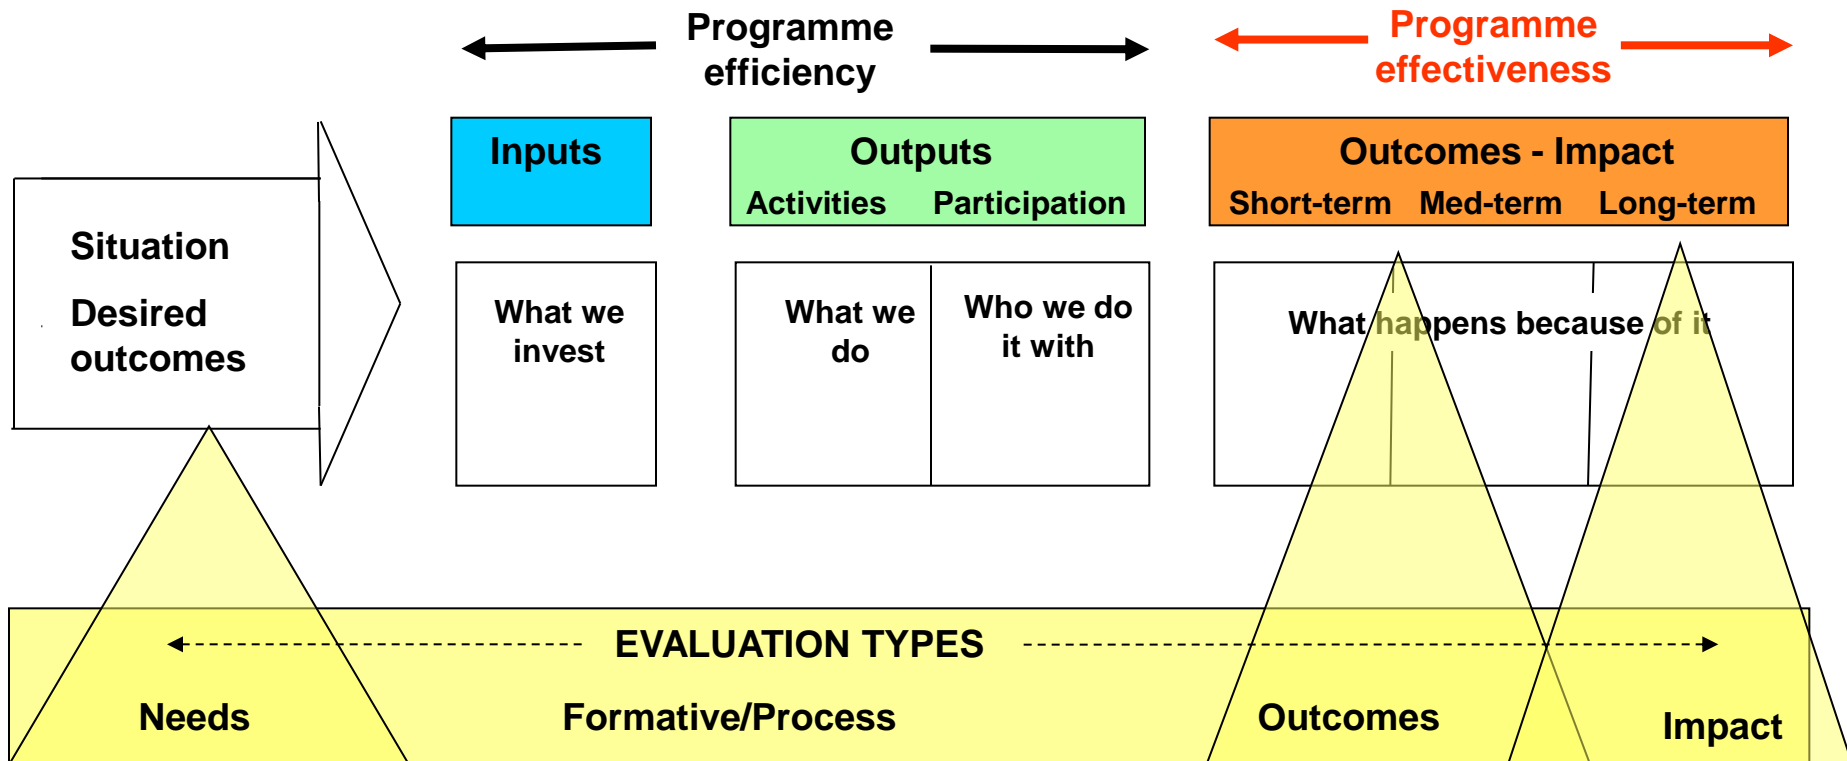 Programme
efficiency
Programme
effectiveness
Inputs
Outputs
Activities Participation
Outcomes - Impact
Short-term Med-term Long-term
Situation
Desired
outcomes
What we
invest
What we
do
Who we do
it with
What happens because of it
EVALUATION TYPES
Needs
Formative/Process
Outcomes
Impact